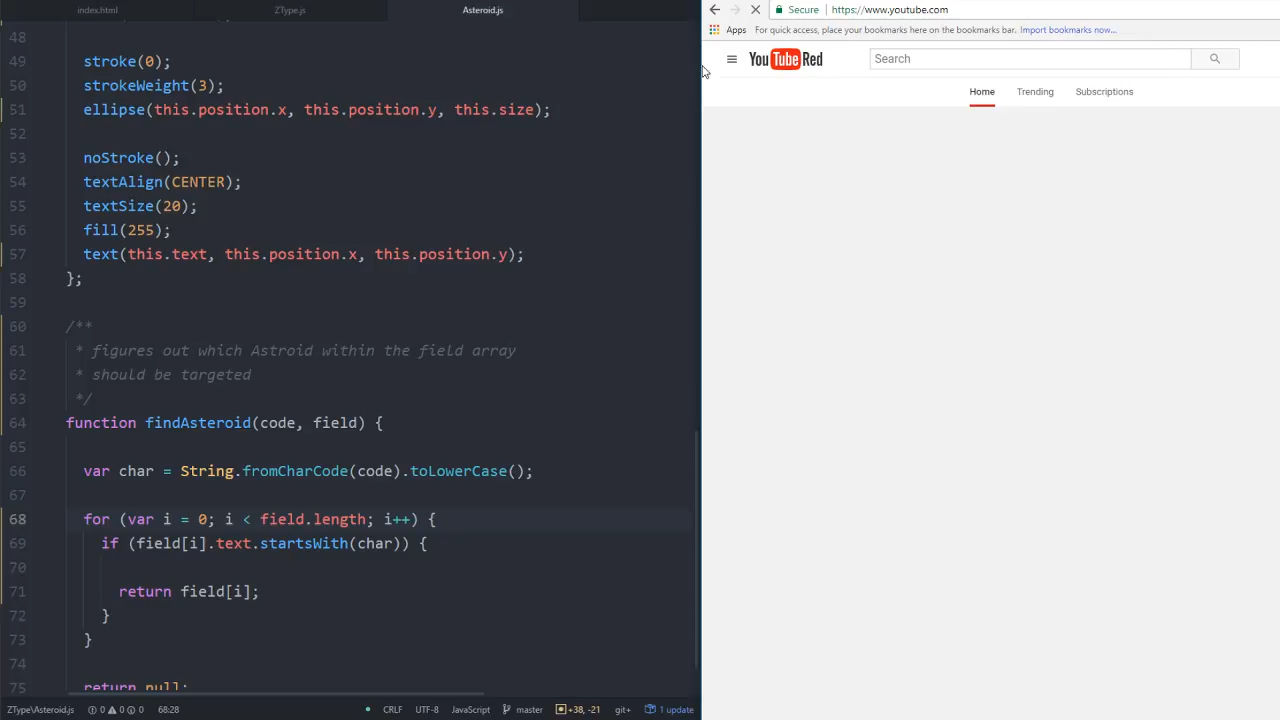 index.html
ZType.js
Asteroid.js
48
49 stroke(0);
50 strokeWeight(3);
51 ellipse(this.position.x, this.position.y, this.size);
52
53 noStroke();
54 textAlign(CENTER);
55 textSize(20);
56 fill(255);
57 text(this.text, this.position.x, this.position.y);
58 };
59
60 /**
61 * figures out which Astroid within the field array
62 * should be targeted
63 */
64 function findAsteroid(code, field) {
65
66 var char = String.fromCharCode(code).toLowerCase();
67
68 for (var i = 0; i < field.length; i++) {
69 if (field[i].text.startsWith(char)) {
70
71 return field[i];
72 }
73 }
74
75 return null;
ZType\Asteroid.js 0 0 0 68:28 CRLF UTF-8 JavaScript master +38, -21 git+ 1 update
Secure https://www.youtube.com
Apps For quick access, place your bookmarks here on the bookmarks bar. Import bookmarks now...
YouTube Red
Search
Home Trending Subscriptions